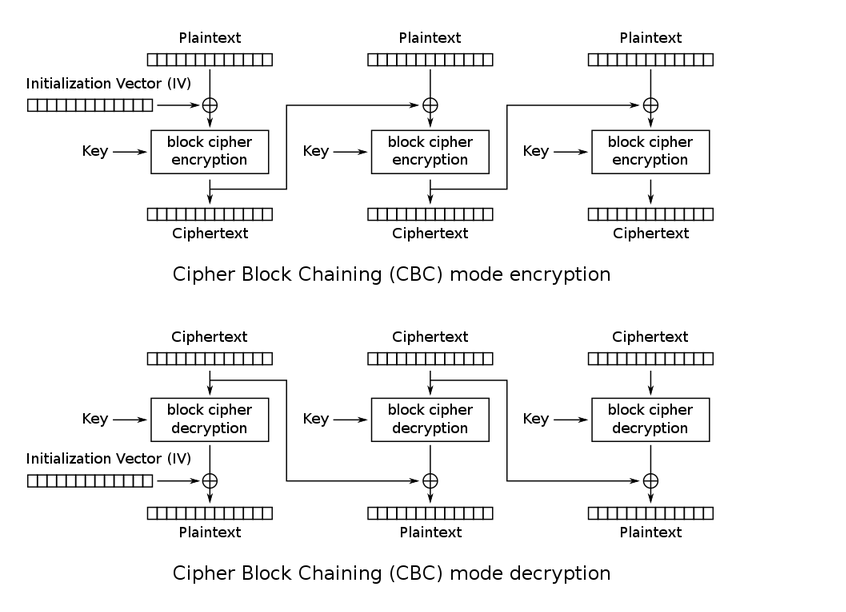 Plaintext Plaintext Plaintext
Initialization Vector (IV)
Key block cipher encryption Key block cipher encryption Key block cipher encryption
Ciphertext Ciphertext Ciphertext
Cipher Block Chaining (CBC) mode encryption
Ciphertext Ciphertext Ciphertext
Key block cipher decryption Key block cipher decryption Key block cipher decryption
Initialization Vector (IV)
Plaintext Plaintext Plaintext
Cipher Block Chaining (CBC) mode decryption